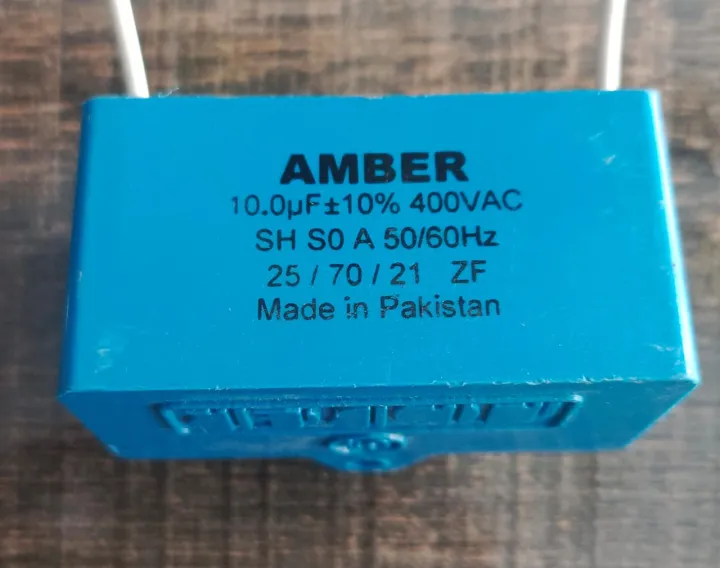 AMBER
10.0µF±10% 400VAC
SH S0 A 50/60Hz
25 / 70 / 21 ZF
Made in Pakistan